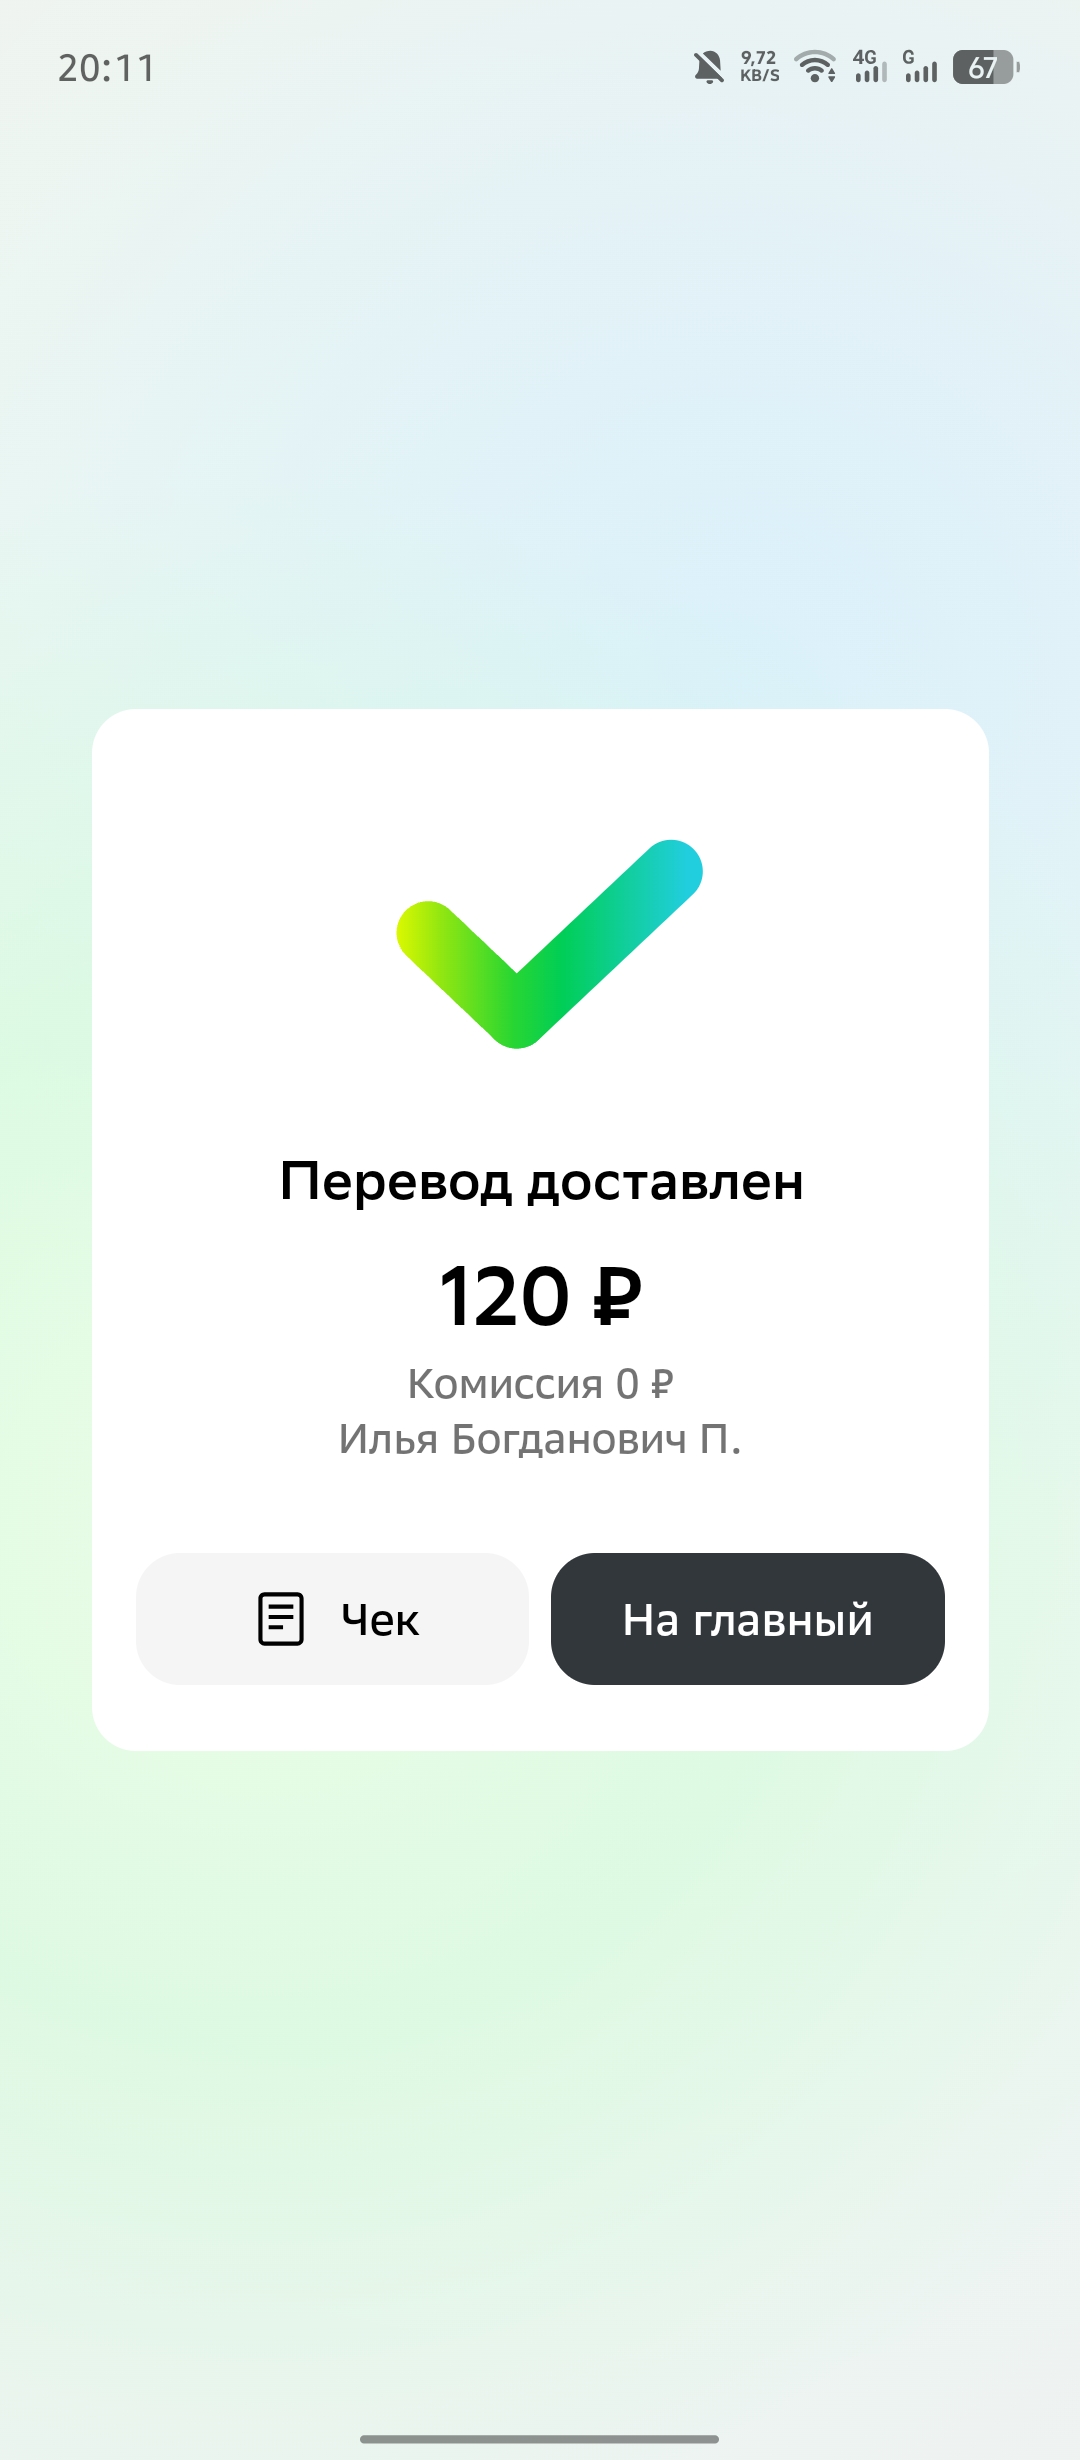 20:11
9,72
KB/S
4G
G
67
Перевод доставлен
120 ₽
Комиссия 0 ₽
Илья Богданович П.
Чек
На главный